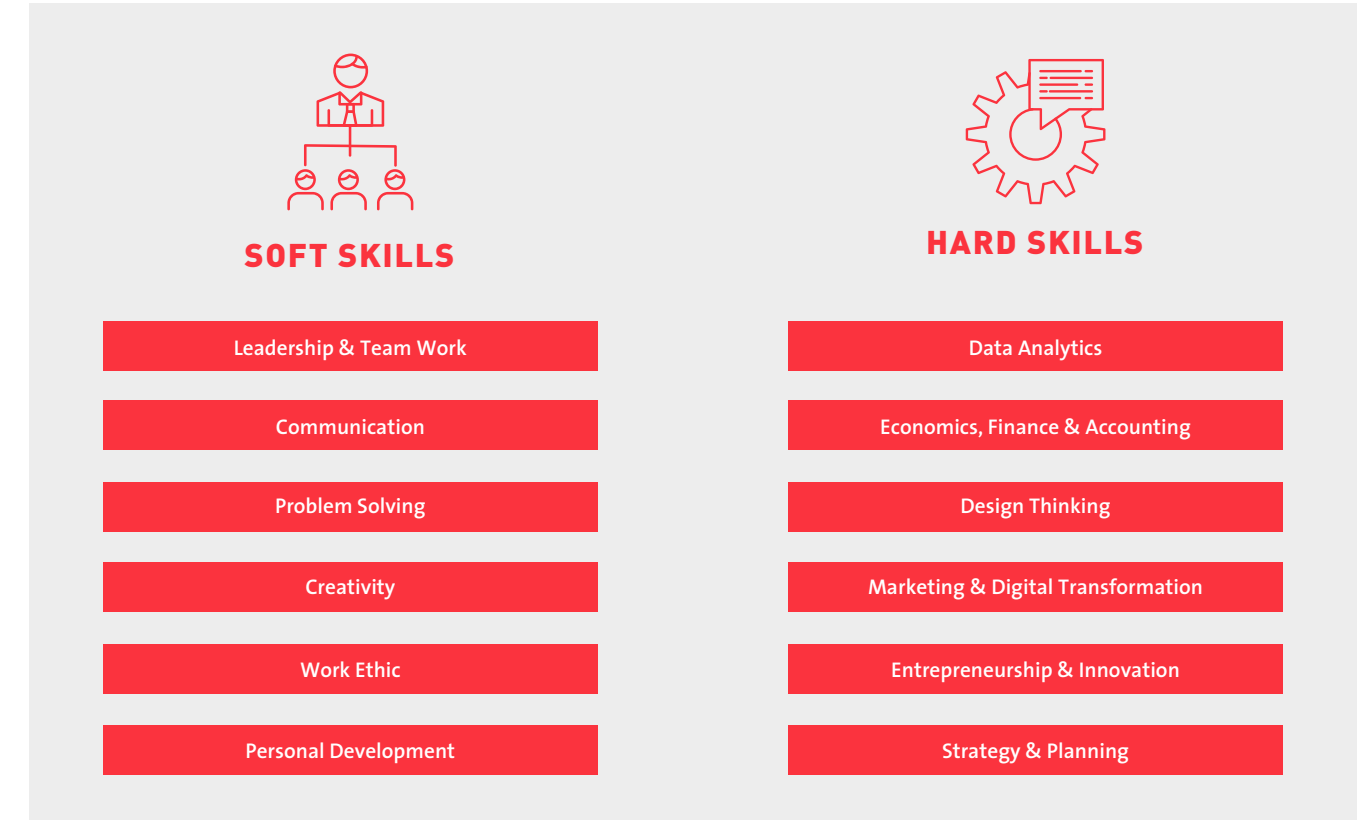 SOFT SKILLS
Leadership & Team Work
Communication
Problem Solving
Creativity
Work Ethic
Personal Development
HARD SKILLS
Data Analytics
Economics, Finance & Accounting
Design Thinking
Marketing & Digital Transformation
Entrepreneurship & Innovation
Strategy & Planning